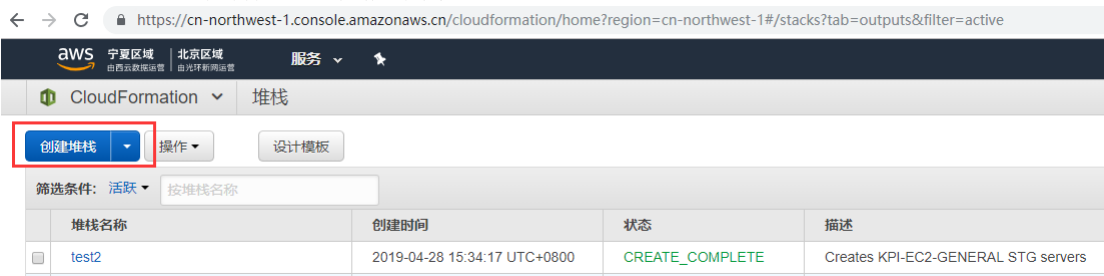 https://cn-northwest-1.console.amazonaws.cn/cloudformation/home?region=cn-northwest-1#/stacks?tab=outputs&filter=active
aws 宁夏区域 北京区域 服务
由西云数据运营 由光环新网运营
CloudFormation 堆栈
创建堆栈 操作 设计模板
筛选条件: 活跃 按堆栈名称
堆栈名称 创建时间 状态 描述
test2 2019-04-28 15:34:17 UTC+0800 CREATE_COMPLETE Creates KPI-EC2-GENERAL STG servers